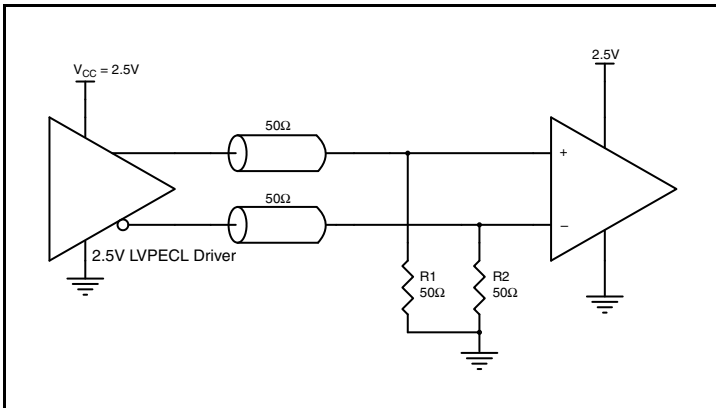 V_CC = 2.5V
2.5V
50Ω
+
50Ω
−
2.5V LVPECL Driver
R1
50Ω
R2
50Ω